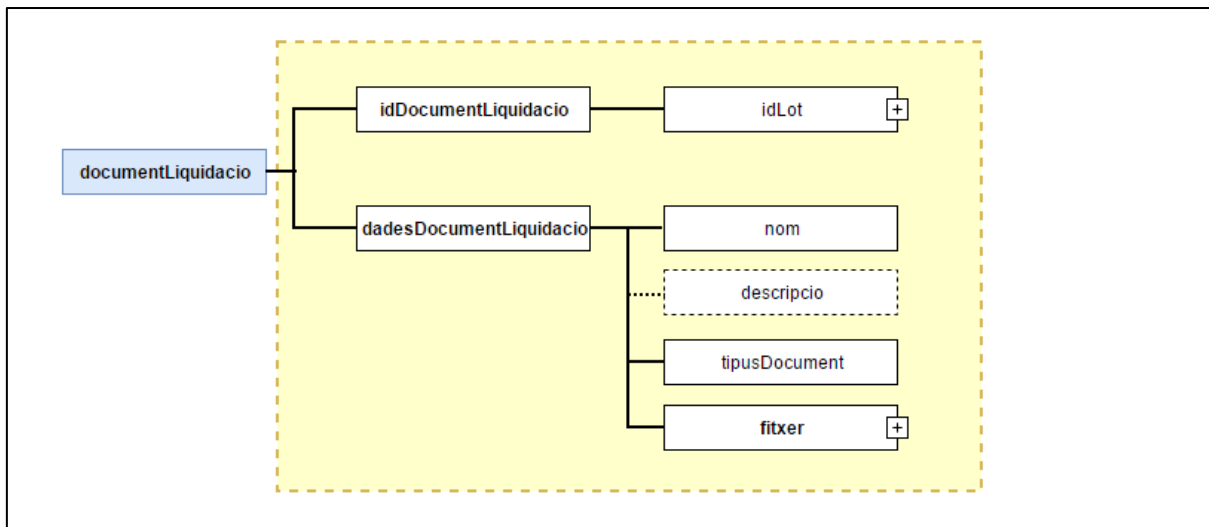 documentLiquidacio
idDocumentLiquidacio
idLot
+
dadesDocumentLiquidacio
nom
descripcio
tipusDocument
fitxer
+